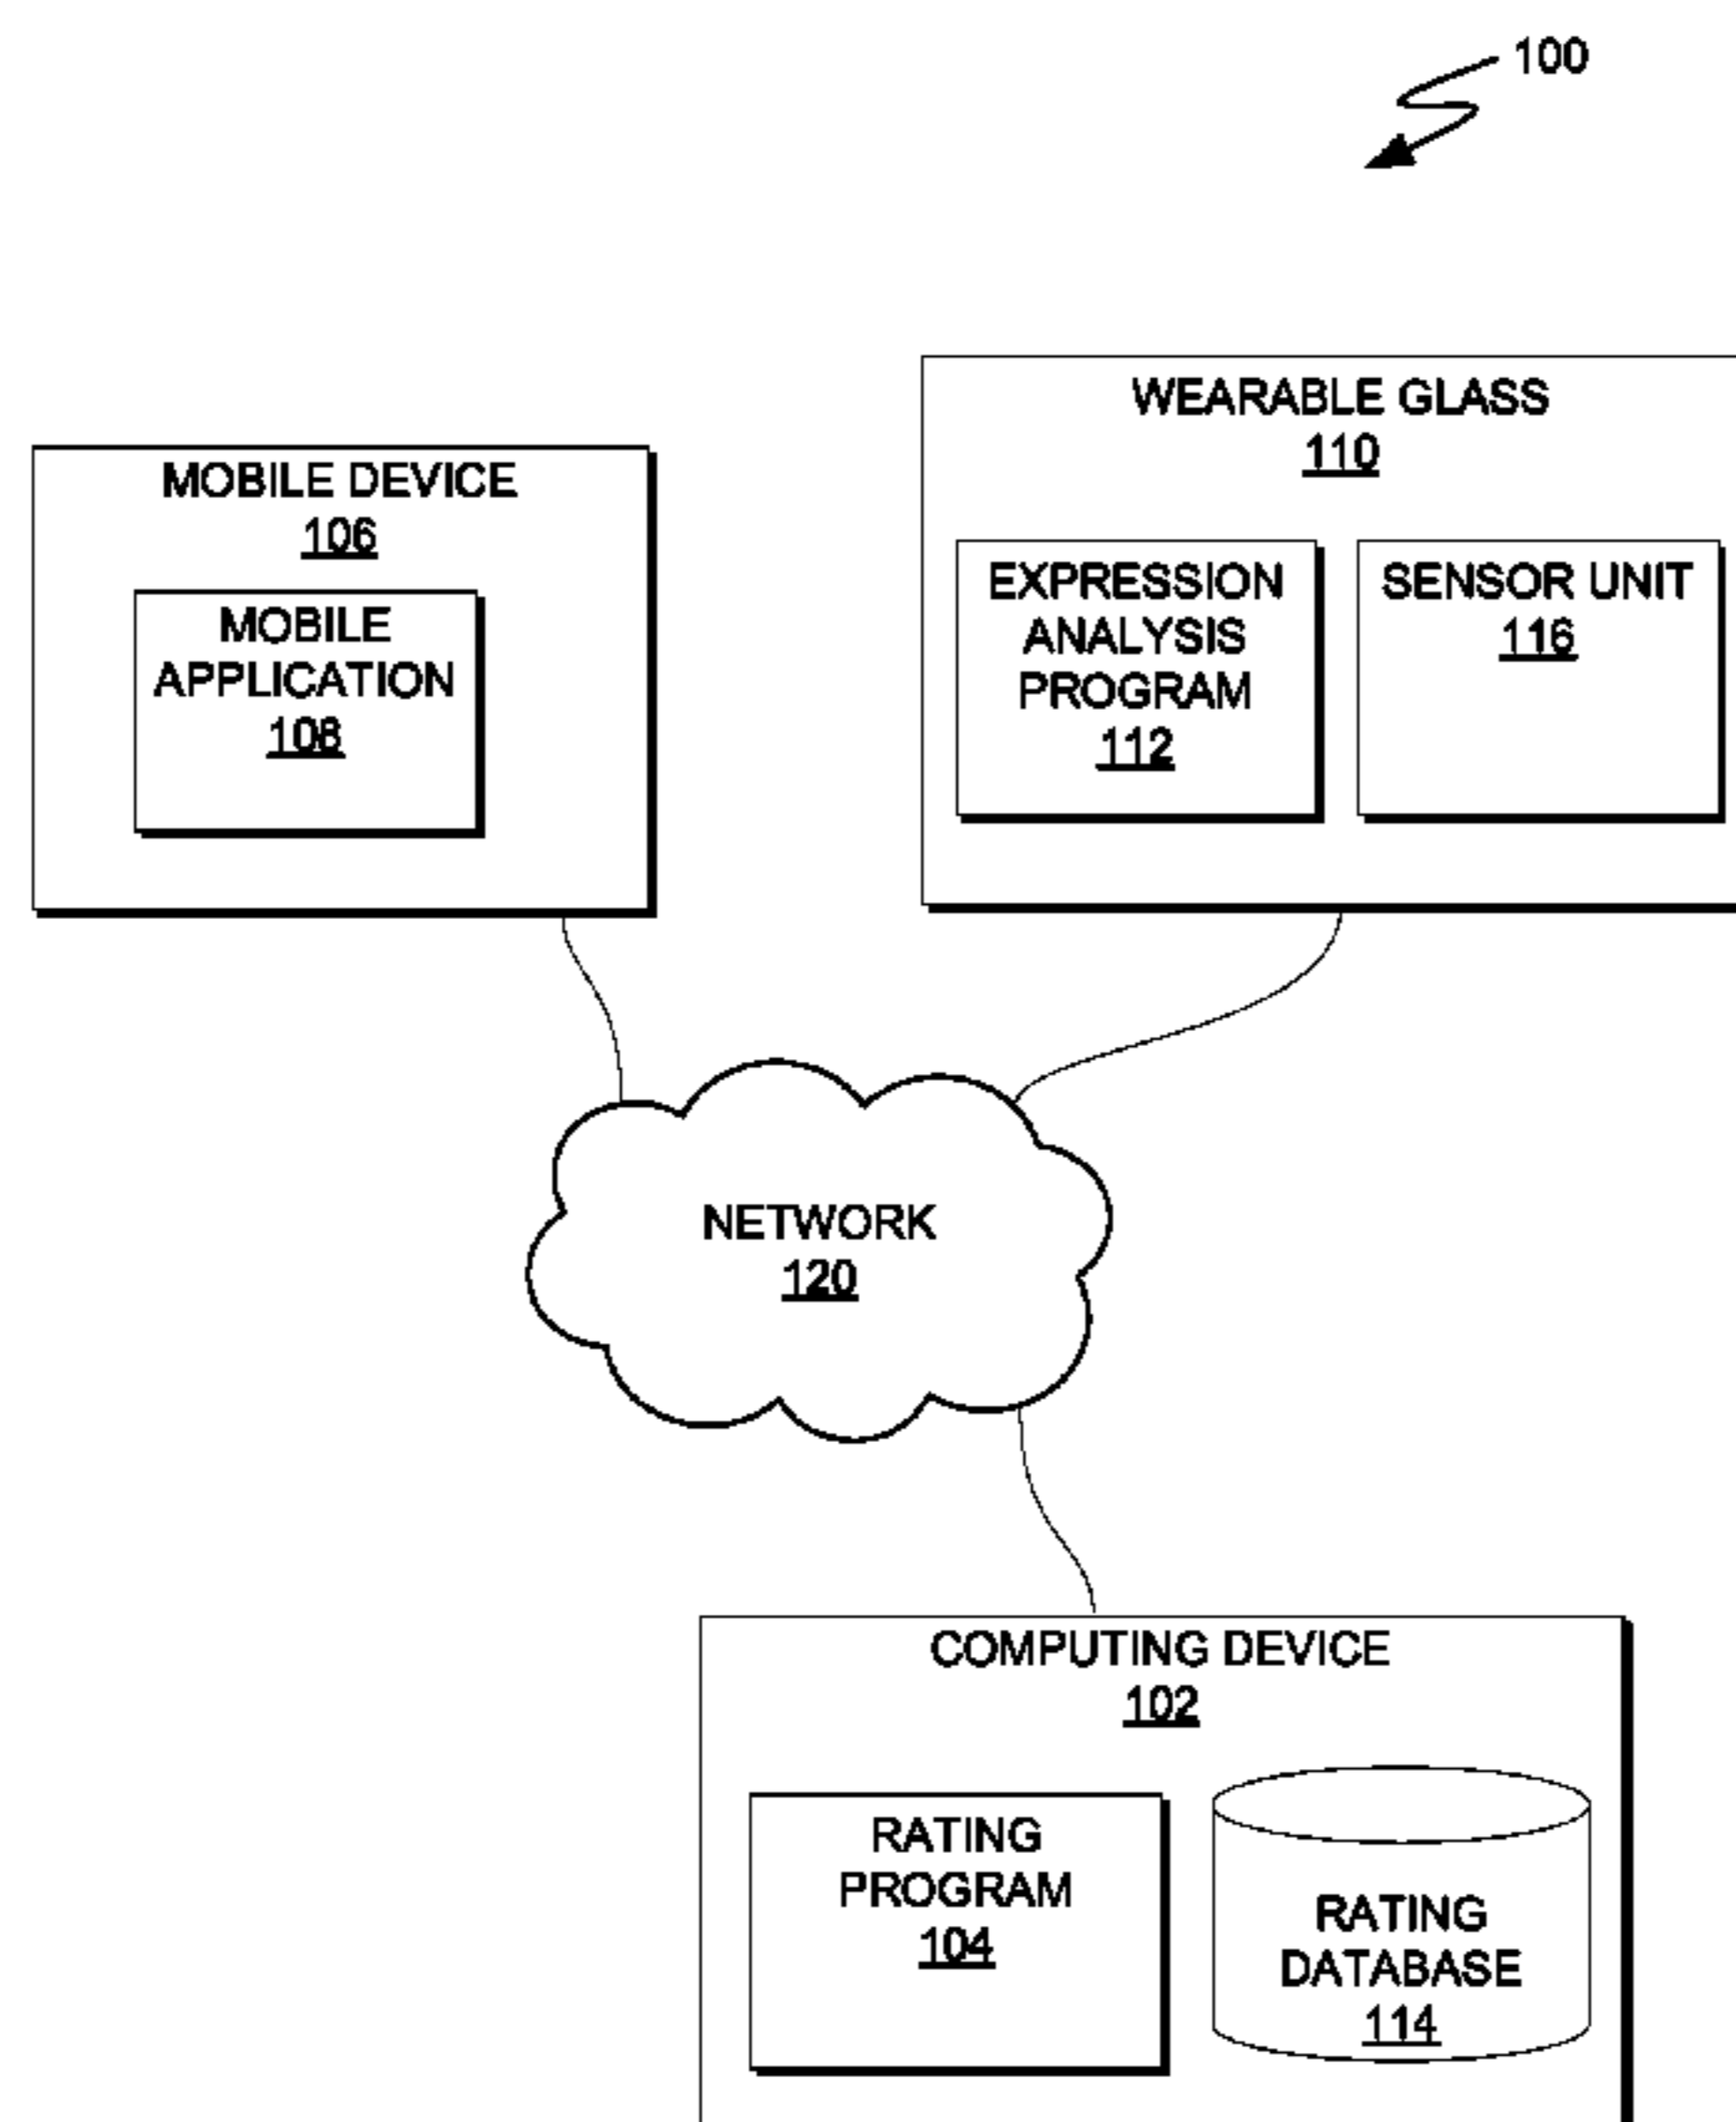 100
WEARABLE GLASS
110
MOBILE DEVICE
106
EXPRESSION
ANALYSIS
PROGRAM
112
SENSOR UNIT
116
MOBILE
APPLICATION
108
NETWORK
120
COMPUTING DEVICE
102
RATING
PROGRAM
104
RATING
DATABASE
114